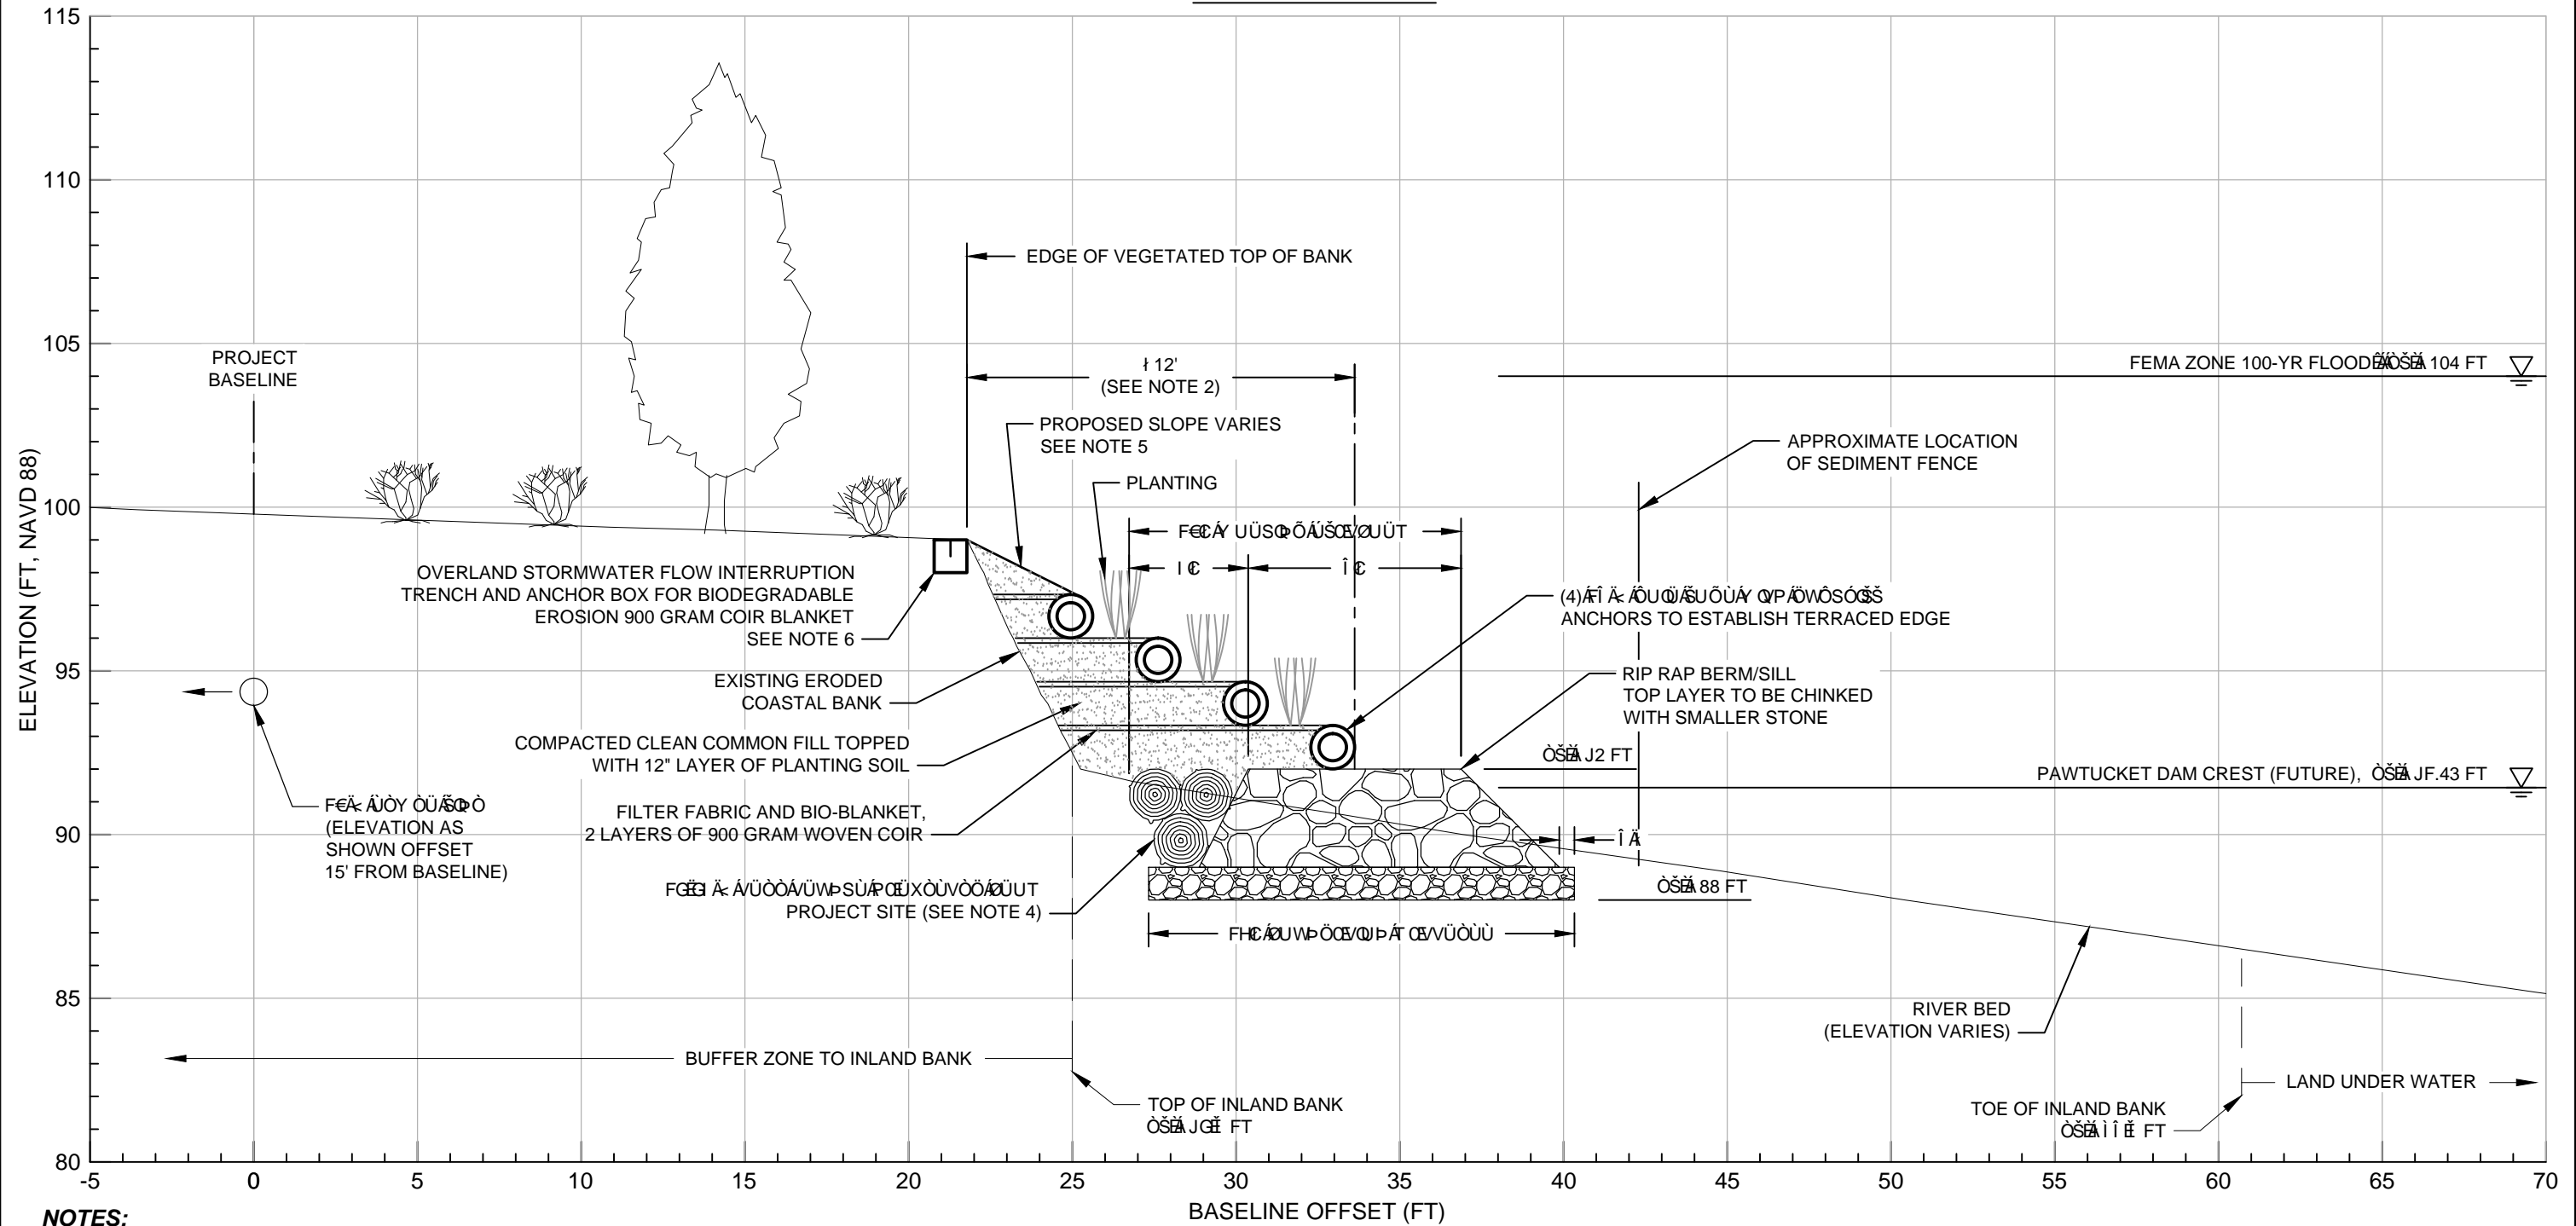 115
110
105
100
95
90
85
80
ELEVATION (FT, NAVD 88)
PROJECT
BASELINE
EDGE OF VEGETATED TOP OF BANK
12'
(SEE NOTE 2)
PROPOSED SLOPE VARIES
SEE NOTE 5
PLANTING
FEMA ZONE 100-YR FLOOD 104 FT
APPROXIMATE LOCATION
OF SEDIMENT FENCE
OVERLAND STORMWATER FLOW INTERRUPTION
TRENCH AND ANCHOR BOX FOR BIODEGRADABLE
EROSION 900 GRAM COIR BLANKET
SEE NOTE 6
(4)
ANCHORS TO ESTABLISH TERRACED EDGE
EXISTING ERODED
COASTAL BANK
RIP RAP BERM/SILL
TOP LAYER TO BE CHINKED
WITH SMALLER STONE
COMPACTED CLEAN COMMON FILL TOPPED
WITH 12" LAYER OF PLANTING SOIL
FT
PAWTUCKET DAM CREST (FUTURE), FT
(ELEVATION AS
SHOWN OFFSET
15' FROM BASELINE)
FILTER FABRIC AND BIO-BLANKET,
2 LAYERS OF 900 GRAM WOVEN COIR
PROJECT SITE (SEE NOTE 4)
88 FT
RIVER BED
(ELEVATION VARIES)
BUFFER ZONE TO INLAND BANK
TOP OF INLAND BANK
FT
LAND UNDER WATER
TOE OF INLAND BANK
FT
-5 0 5 10 15 20 25 30 35 40 45 50 55 60 65 70
BASELINE OFFSET (FT)
NOTES: